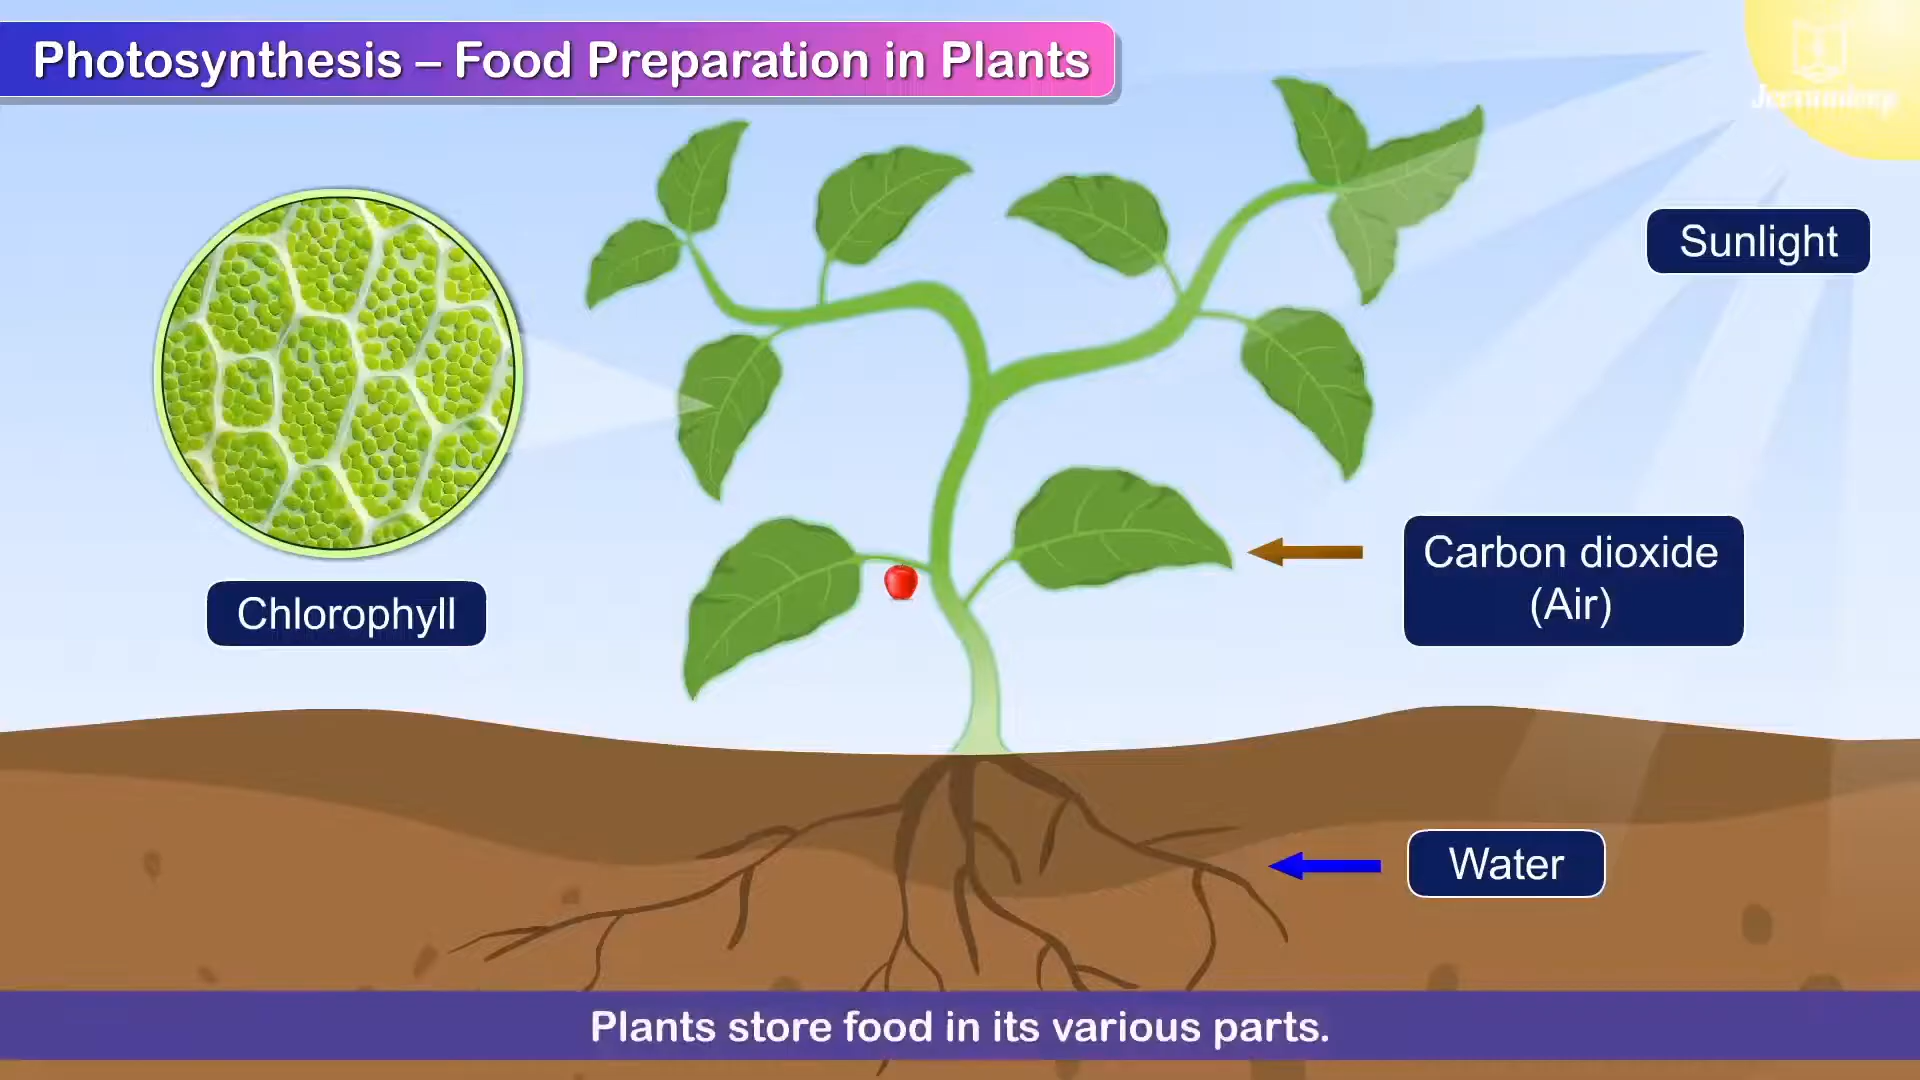 Photosynthesis – Food Preparation in Plants
Sunlight
Carbon dioxide
(Air)
Chlorophyll
Water
Plants store food in its various parts.